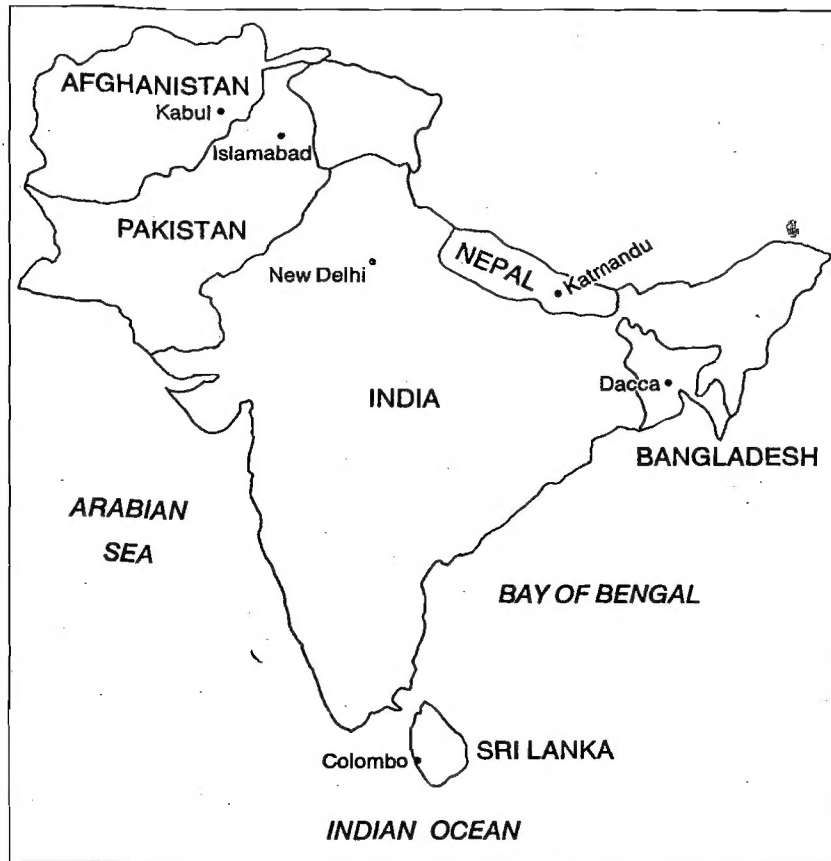 AFGHANISTAN
Kabul
Islamabad
PAKISTAN
New Delhi
NEPAL
Katmandu
INDIA
Dacca
BANGLADESH
ARABIAN
SEA
BAY OF BENGAL
SRI LANKA
Colombo
INDIAN OCEAN